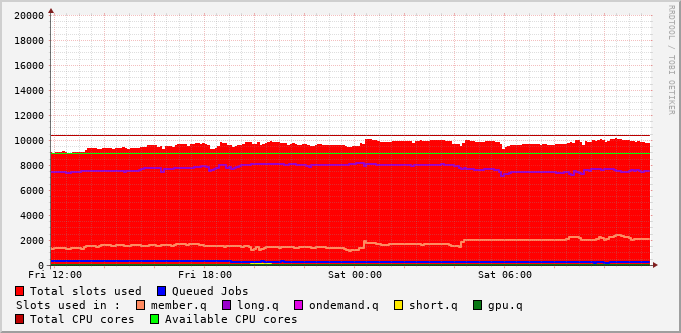 20000
18000
16000
14000
12000
10000
8000
6000
4000
2000
0
Fri 12:00 Fri 18:00 Sat 00:00 Sat 06:00
RRDTOOL / TOBI OETIKER
Total slots used Queued Jobs
Slots used in : member.q long.q ondemand.q short.q gpu.q
Total CPU cores Available CPU cores